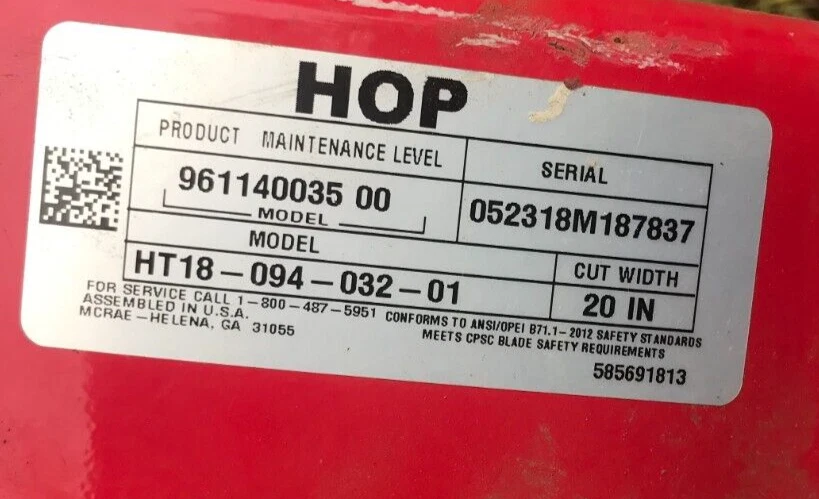 HOP
PRODUCT MAINTENANCE LEVEL
SERIAL
961140035 00
MODEL
052318M187837
MODEL
HT18-094-032-01
CUT WIDTH
20 IN
FOR SERVICE CALL 1-800-487-5951
ASSEMBLED IN U.S.A.
MCRAE-HELENA, GA 31055
CONFORMS TO ANSI/OPEI B71.1-2012 SAFETY STANDARDS
MEETS CPSC BLADE SAFETY REQUIREMENTS
585691813